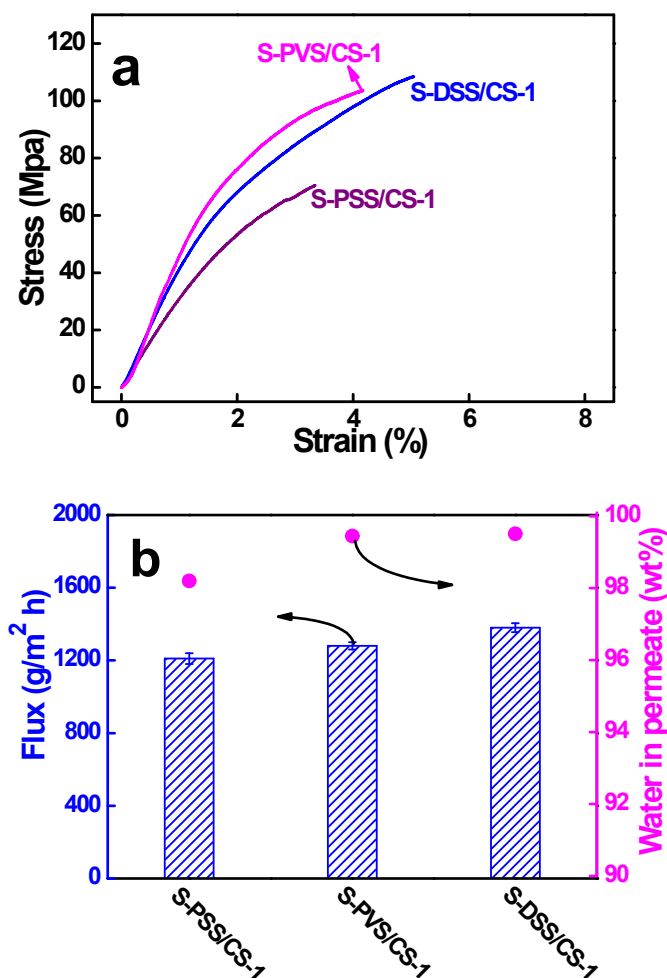 a
S-PVS/CS-1
S-DSS/CS-1
S-PSS/CS-1
Stress (Mpa)
120
100
80
60
40
20
0
0 2 4 6 8
Strain (%)
b
Flux (g/m² h)
2000
1600
1200
800
400
0
Water in permeate (wt%)
100
98
96
94
92
90
S-PSS/CS-1
S-PVS/CS-1
S-DSS/CS-1